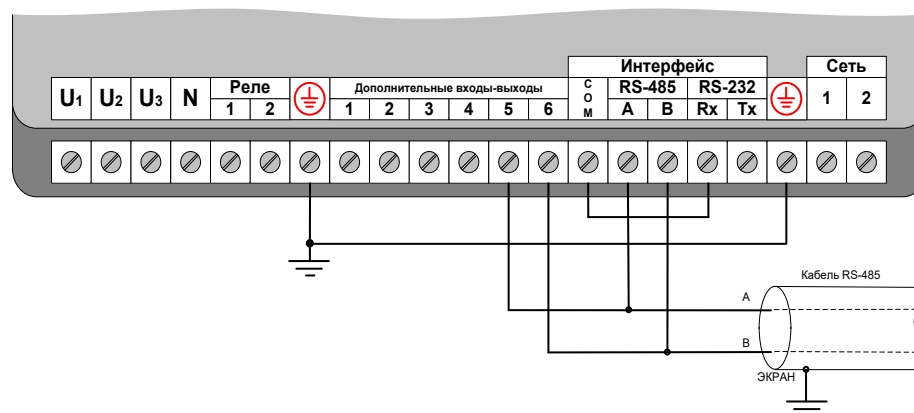 Интерфейс Сеть
U1 U2 U3 N Реле Дополнительные входы-выходы COM RS-485 RS-232 1 2
1 2 1 2 3 4 5 6 A B Rx Tx
Кабель RS-485
A
B
ЭКРАН